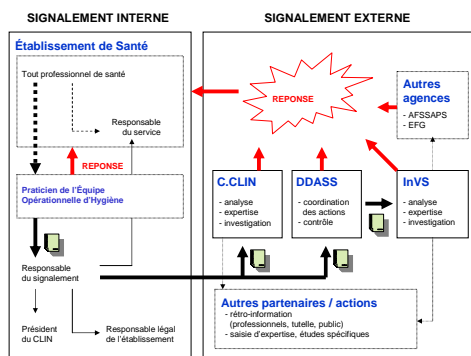 SIGNALEMENT INTERNE
SIGNALEMENT EXTERNE
Établissement de Santé
Tout professionnel de santé
Responsable
du service
REPONSE
Praticien de l'Équipe
Opérationnelle d'Hygiène
Responsable
du signalement
Président
du CLIN
Responsable légal
de l'établissement
REPONSE
Autres
agences
- AFSSAPS
- EFG
C.CLIN
- analyse
- expertise
- investigation
DDASS
- coordination
des actions
- contrôle
InVS
- analyse
- expertise
- investigation
Autres partenaires / actions
- rétro-information
(professionnels, tutelle, public)
- saisie d'expertise, études spécifiques